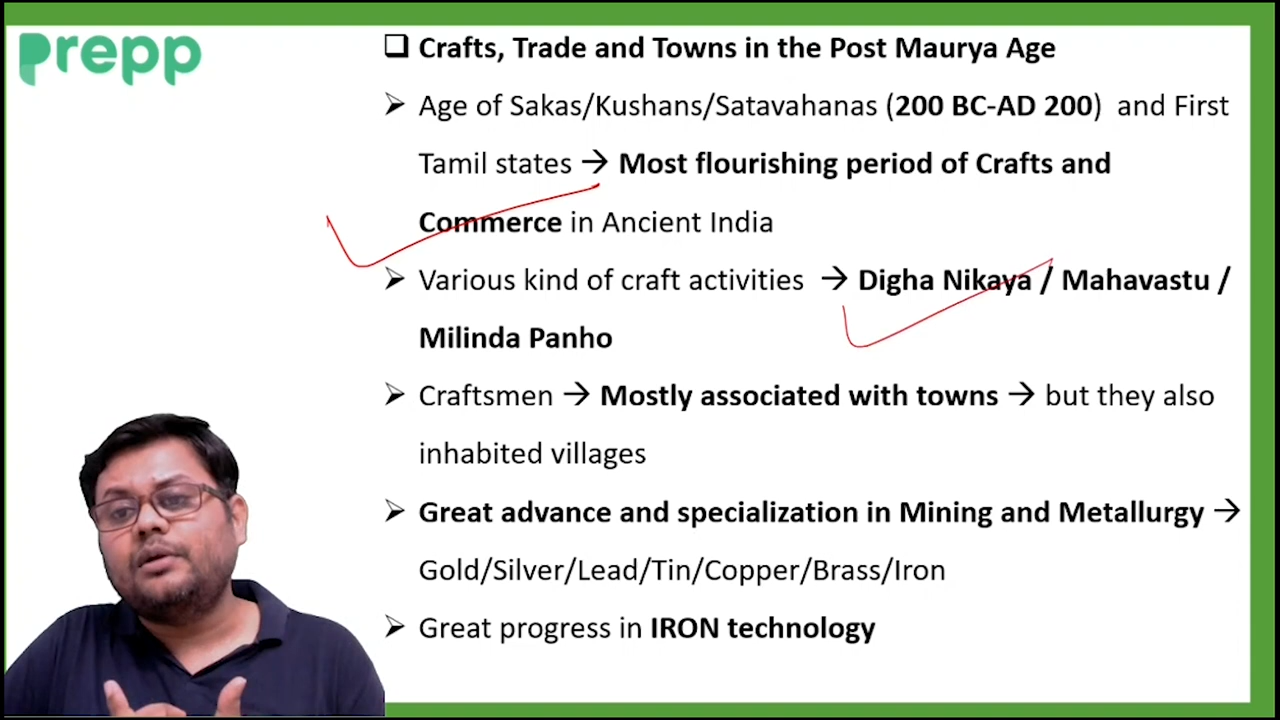 prepp
❑ Crafts, Trade and Towns in the Post Maurya Age
➢ Age of Sakas/Kushans/Satavahanas (200 BC-AD 200) and First
Tamil states → Most flourishing period of Crafts and
Commerce in Ancient India
➢ Various kind of craft activities → Digha Nikaya / Mahavastu /
Milinda Panho
➢ Craftsmen → Mostly associated with towns → but they also
inhabited villages
➢ Great advance and specialization in Mining and Metallurgy →
Gold/Silver/Lead/Tin/Copper/Brass/Iron
➢ Great progress in IRON technology